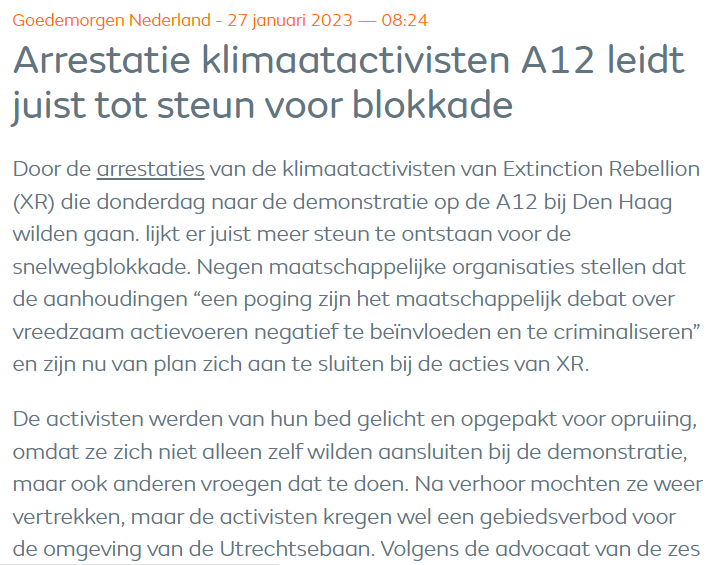 Goedemorgen Nederland - 27 januari 2023 — 08:24
Arrestatie klimaatactivisten A12 leidt
juist tot steun voor blokkade
Door de arrestaties van de klimaatactivisten van Extinction Rebellion
(XR) die donderdag naar de demonstratie op de A12 bij Den Haag
wilden gaan. lijkt er juist meer steun te ontstaan voor de
snelwegblokkade. Negen maatschappelijke organisaties stellen dat
de aanhoudingen “een poging zijn het maatschappelijk debat over
vreedzaam actievoeren negatief te beïnvloeden en te criminaliseren”
en zijn nu van plan zich aan te sluiten bij de acties van XR.
De activisten werden van hun bed gelicht en opgepakt voor opruiing,
omdat ze zich niet alleen zelf wilden aansluiten bij de demonstratie,
maar ook anderen vroegen dat te doen. Na verhoor mochten ze weer
vertrekken, maar de activisten kregen wel een gebiedsverbod voor
de omgeving van de Utrechtsebaan. Volgens de advocaat van de zes